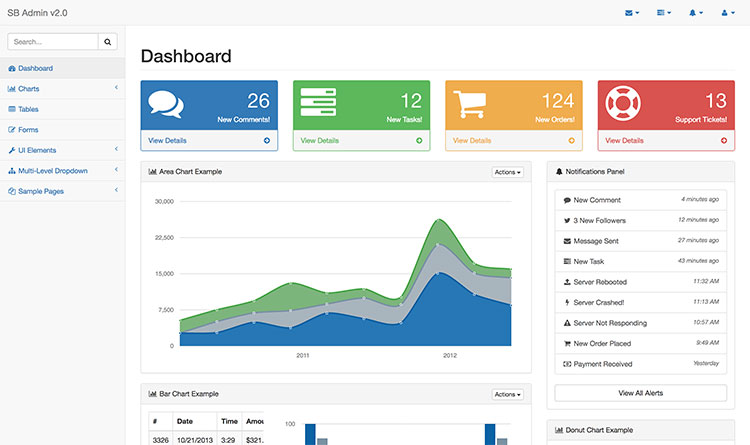 SB Admin v2.0
Search...
Dashboard
Charts
Tables
Forms
UI Elements
Multi-Level Dropdown
Sample Pages
Dashboard
26
New Comments!
View Details
12
New Tasks!
View Details
124
New Orders!
View Details
13
Support Tickets!
View Details
Area Chart Example
Actions
30,000
22,500
15,000
7,500
0
2011
2012
Notifications Panel
New Comment 4 minutes ago
3 New Followers 12 minutes ago
Message Sent 27 minutes ago
New Task 43 minutes ago
Server Rebooted 11:32 AM
Server Crashed! 11:13 AM
Server Not Responding 10:57 AM
New Order Placed 9:49 AM
Payment Received Yesterday
View All Alerts
Bar Chart Example
Actions
# Date Time Amou
3326 10/21/2013 3:29 $321.
100
Donut Chart Example